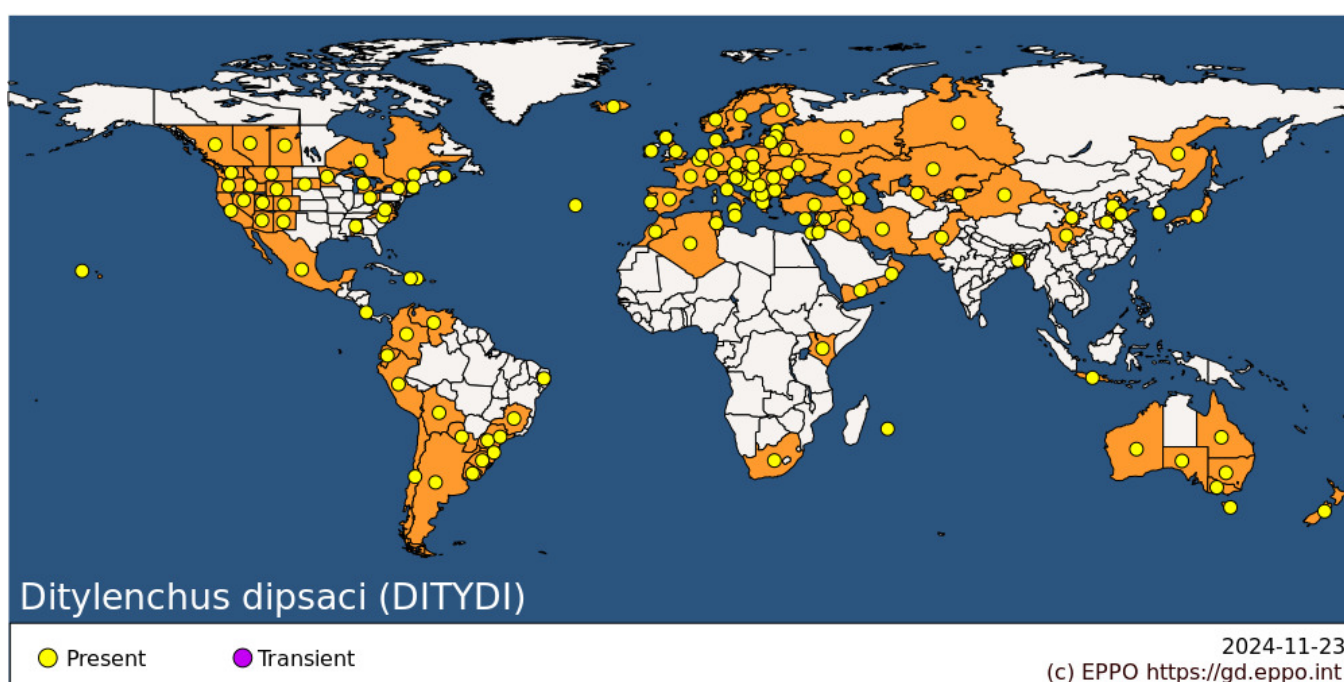 Ditylenchus dipsaci (DITYDI)
Present
Transient
2024-11-23
(c) EPPO https://gd.eppo.int